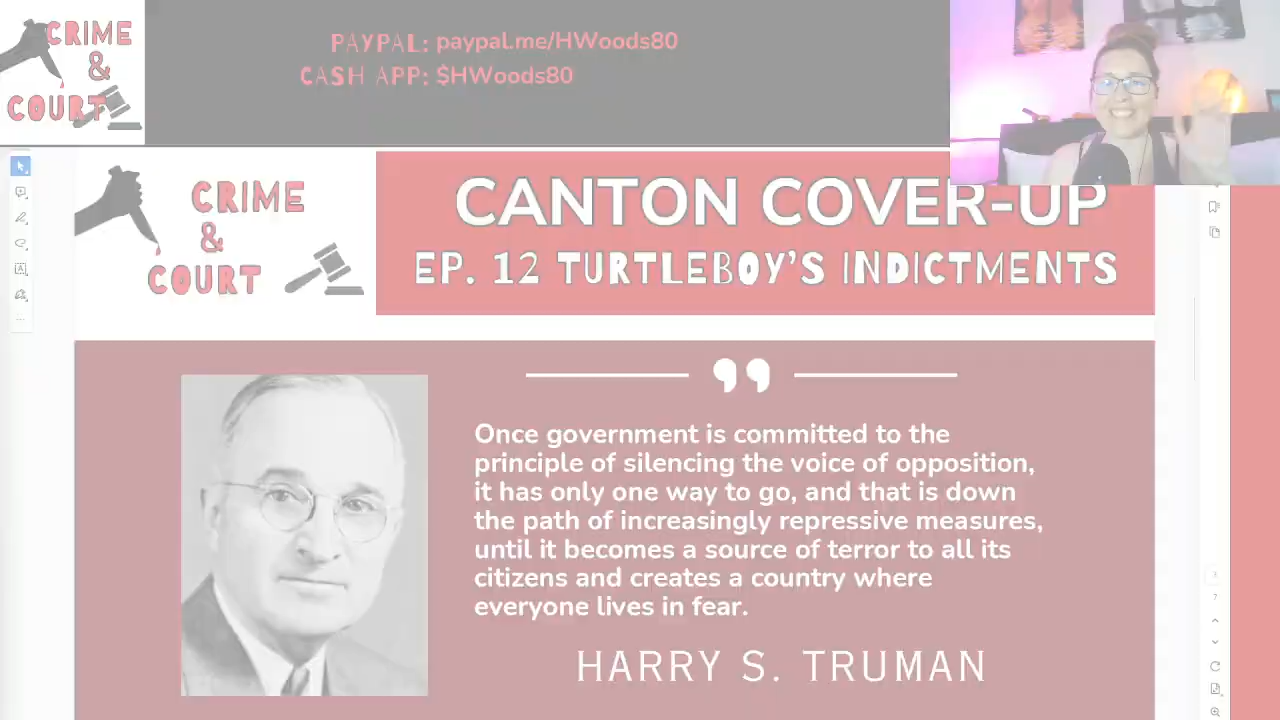 CRIME
&
COURT
PAYPAL: paypal.me/HWoods80
CASH APP: $HWoods80
CRIME
&
COURT
CANTON COVER-UP
EP. 12 TURTLEBOY'S INDICTMENTS
Once government is committed to the
principle of silencing the voice of opposition,
it has only one way to go, and that is down
the path of increasingly repressive measures,
until it becomes a source of terror to all its
citizens and creates a country where
everyone lives in fear.
HARRY S. TRUMAN